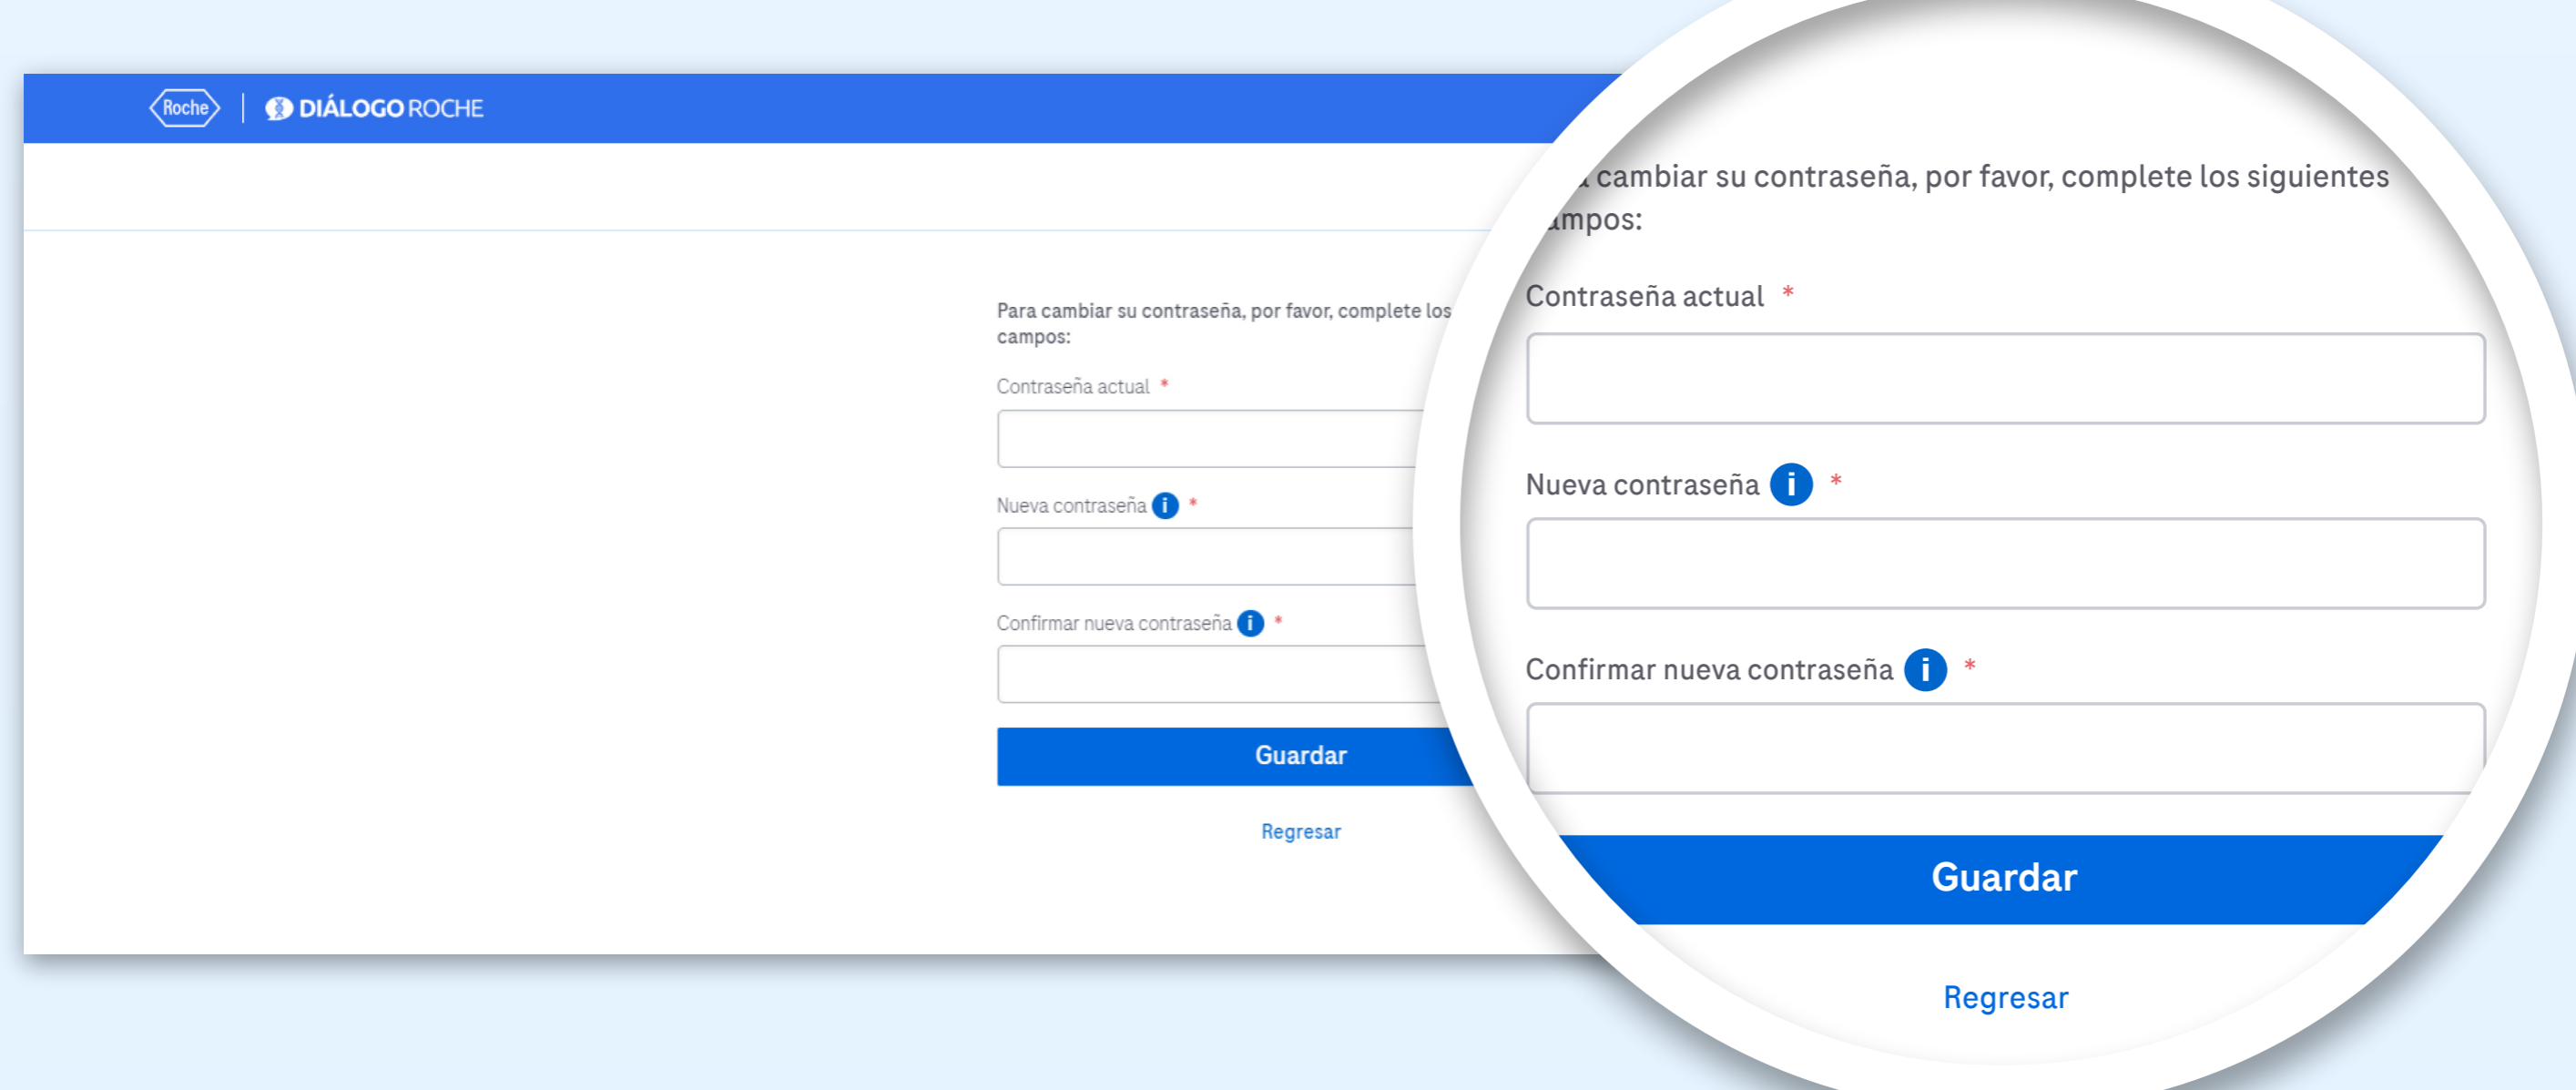 Roche
DIÁLOGO ROCHE
Para cambiar su contraseña, por favor, complete los
campos:
Contraseña actual *
Nueva contraseña i *
Confirmar nueva contraseña i *
Guardar
Regresar
cambiar su contraseña, por favor, complete los siguientes
mpos:
Contraseña actual *
Nueva contraseña i *
Confirmar nueva contraseña i *
Guardar
Regresar